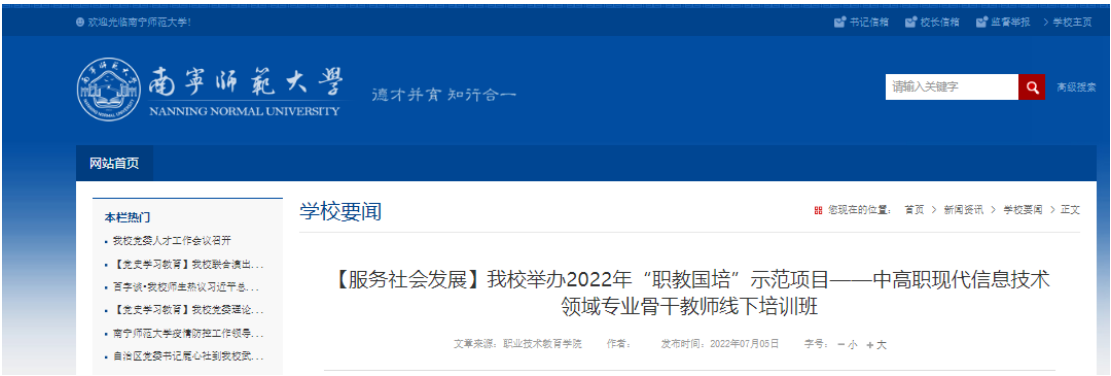 欢迎光临南宁师范大学!
书记信箱 校长信箱 监督举报 > 学校主页
南寧師範大學
NANNING NORMAL UNIVERSITY
德才并育 知行合一
请输入关键字
高级搜索
网站首页
本栏热门
• 我校党委人才工作会议召开
• 【党史学习教育】我校联合演出...
• 百字谈•我校师生热议习近平总...
• 【党史学习教育】我校党委理论...
• 南宁师范大学疫情防控工作领导...
• 自治区党委书记鹿心社到我校武...
学校要闻
您现在的位置: 首页 > 新闻资讯 > 学校要闻 > 正文
【服务社会发展】我校举办2022年“职教国培”示范项目——中高职现代信息技术
领域专业骨干教师线下培训班
文章来源: 职业技术教育学院 作者: 发布时间: 2022年07月05日 字号: －小 +大